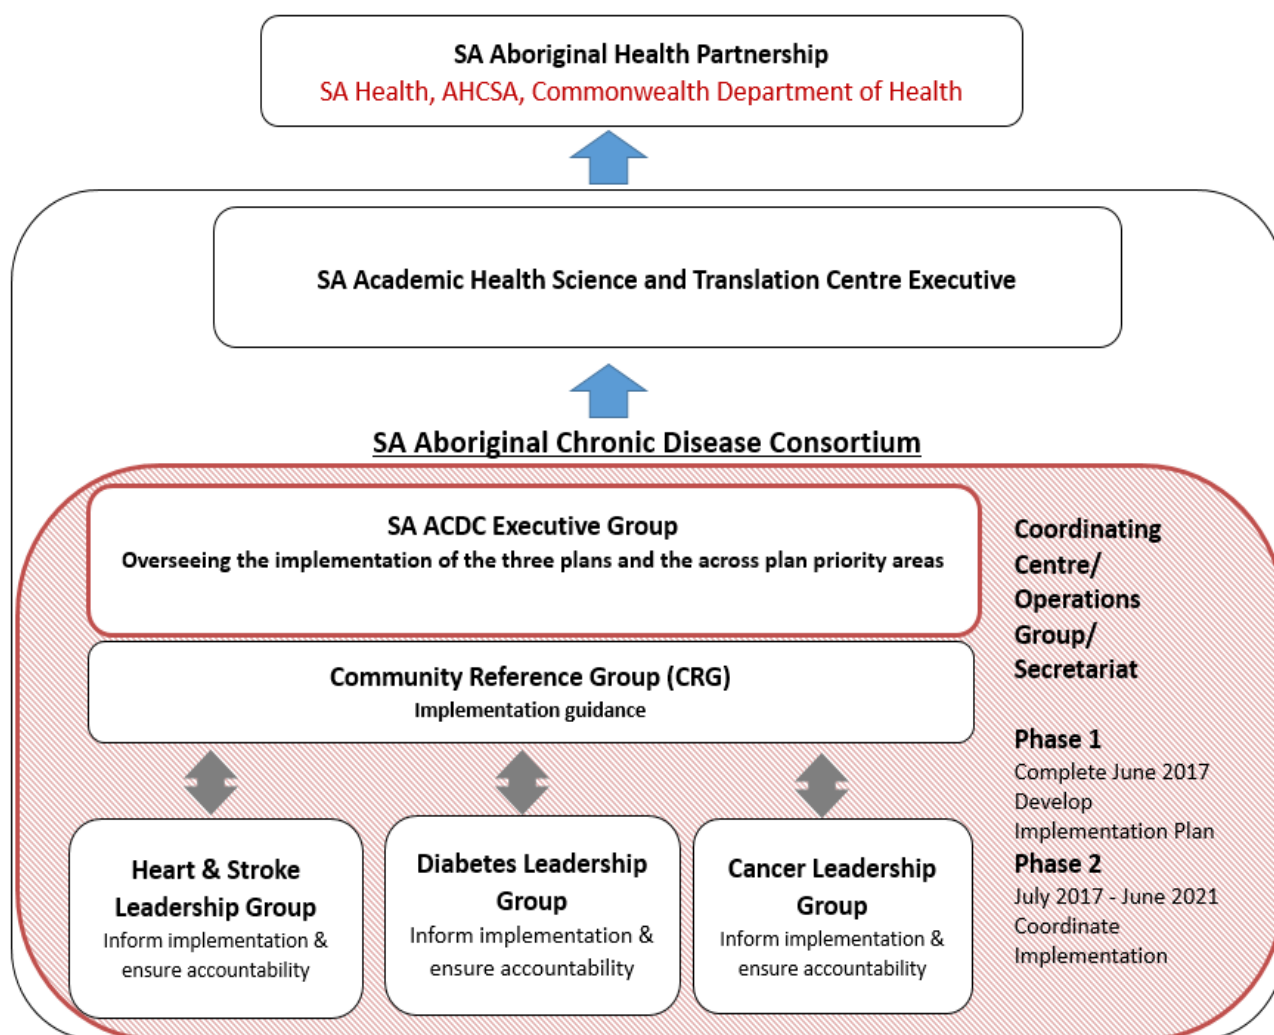 SA Aboriginal Health Partnership
SA Health, AHCSA, Commonwealth Department of Health
SA Academic Health Science and Translation Centre Executive
SA Aboriginal Chronic Disease Consortium
SA ACDC Executive Group
Overseeing the implementation of the three plans and the across plan priority areas
Community Reference Group (CRG)
Implementation guidance
Heart & Stroke
Leadership Group
Inform implementation &
ensure accountability
Diabetes Leadership
Group
Inform implementation &
ensure accountability
Cancer Leadership
Group
Inform implementation &
ensure accountability
Coordinating
Centre/
Operations
Group/
Secretariat
Phase 1
Complete June 2017
Develop
Implementation Plan
Phase 2
July 2017 - June 2021
Coordinate
Implementation